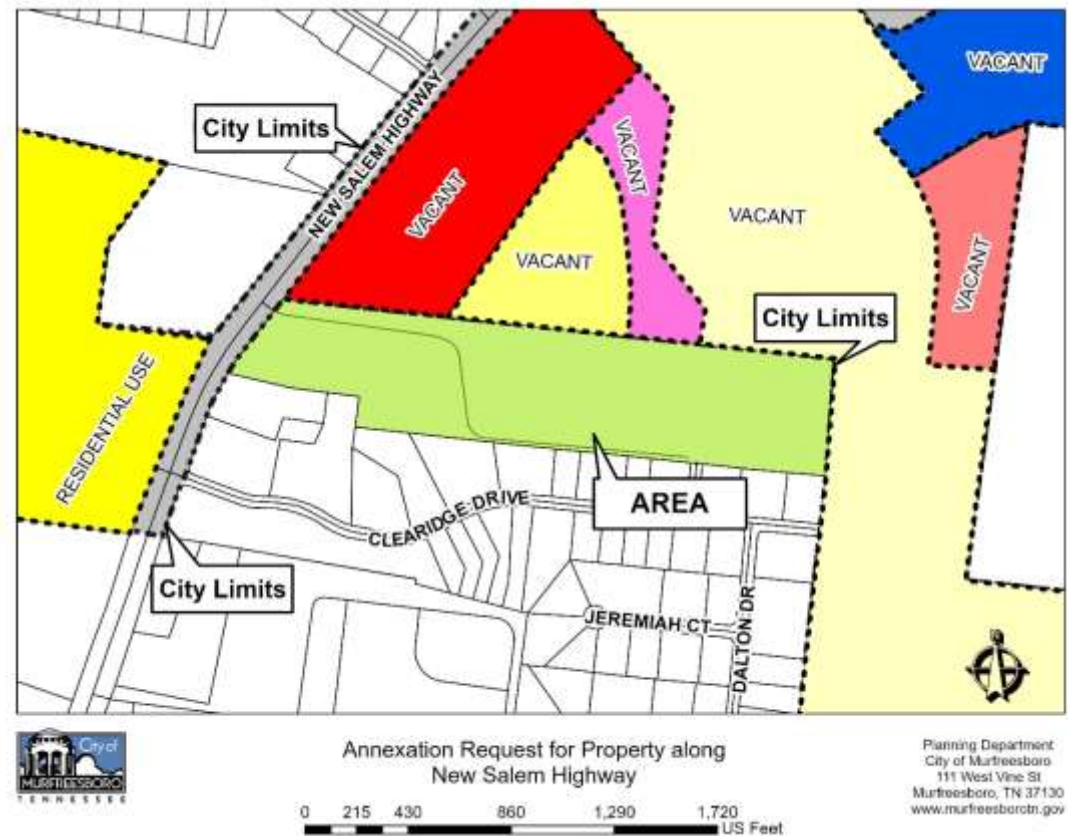 VACANT
City Limits
NEW SALEM HIGHWAY
VACANT
VACANT
VACANT
VACANT
VACANT
City Limits
RESIDENTIAL USE
AREA
CLEARIDGE DRIVE
City Limits
JEREMIAH CT
DALTON DR
City of
MURFREESBORO
TENNESSEE
Annexation Request for Property along
New Salem Highway
0 215 430 860 1,290 1,720
US Feet
Planning Department
City of Murfreesboro
111 West Vine St
Murfreesboro, TN 37130
www.murfreesborotn.gov